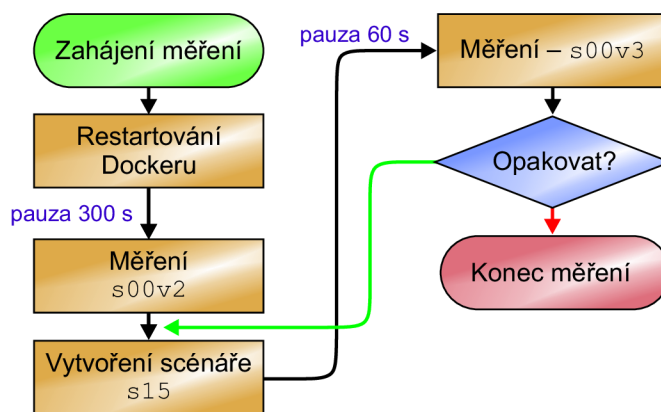 Zahájení měření
Restartování
Dockeru
pauza 300 s
Měření
s00v2
Vytvoření scénáře
s15
pauza 60 s
Měření – s00v3
Opakovat?
Konec měření